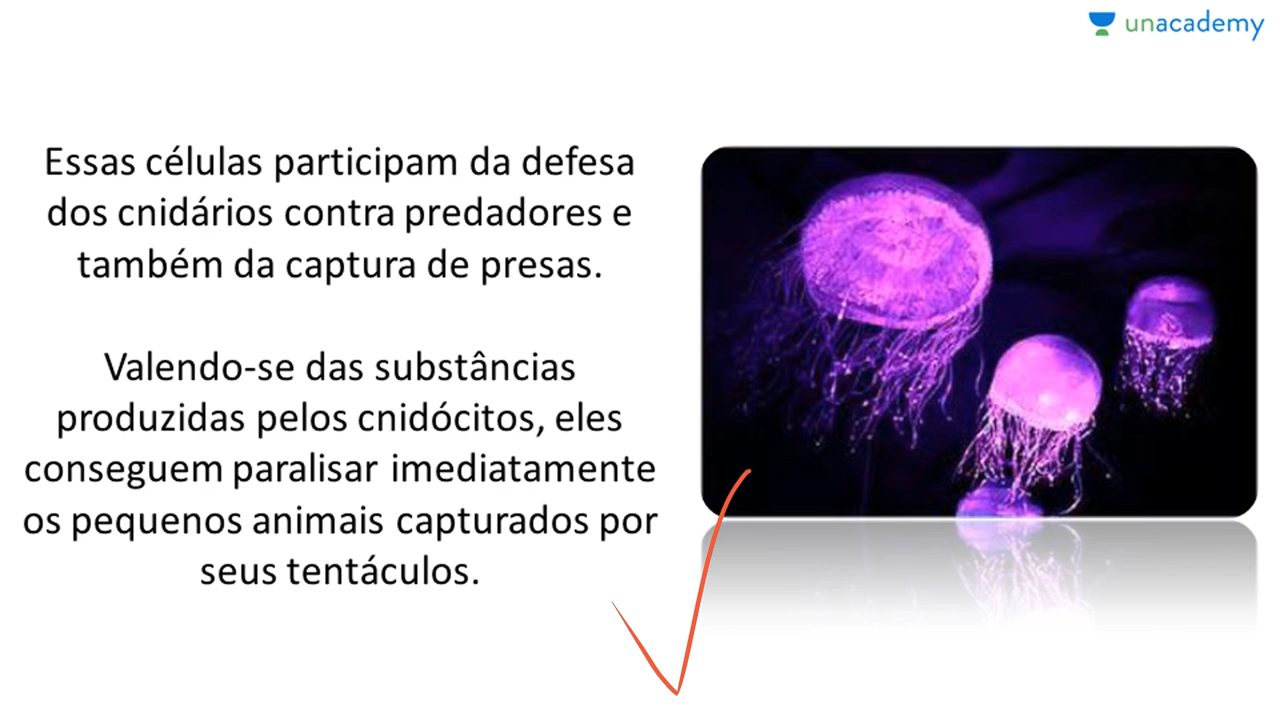 unacademy
Essas células participam da defesa
dos cnidários contra predadores e
também da captura de presas.
Valendo-se das substâncias
produzidas pelos cnidócitos, eles
conseguem paralisar imediatamente
os pequenos animais capturados por
seus tentáculos.